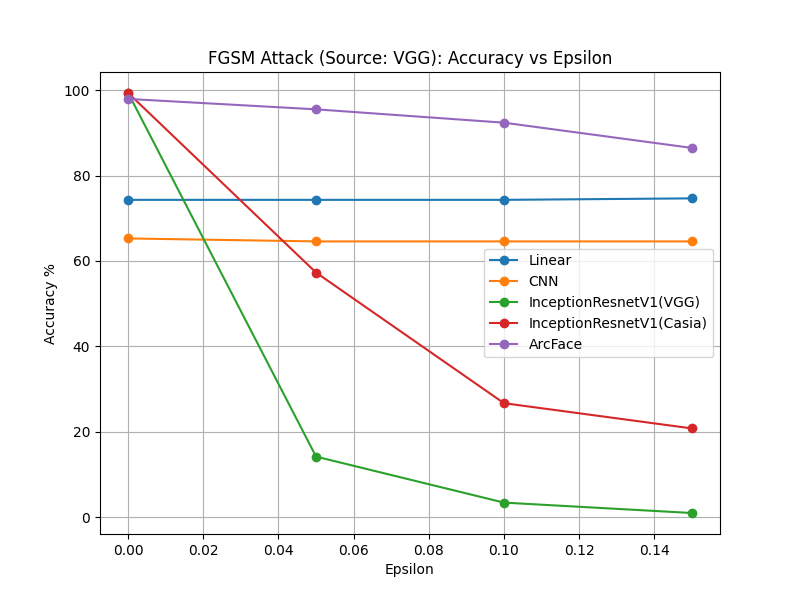 FGSM Attack (Source: VGG): Accuracy vs Epsilon
100
80
60
40
20
0
Accuracy %
Linear
CNN
InceptionResnetV1(VGG)
InceptionResnetV1(Casia)
ArcFace
0.00 0.02 0.04 0.06 0.08 0.10 0.12 0.14
Epsilon